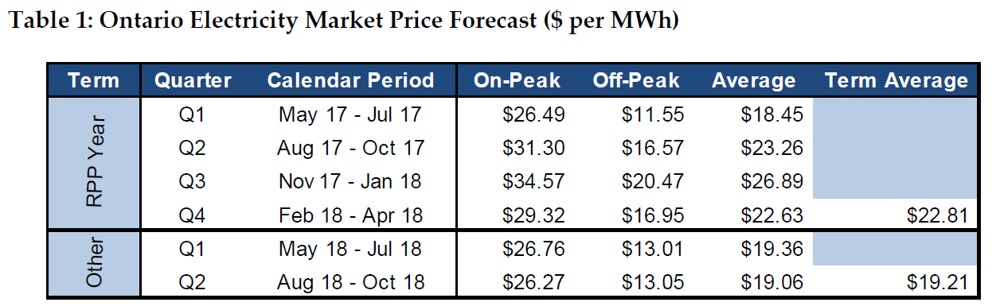 Table 1: Ontario Electricity Market Price Forecast ($ per MWh)
Term Quarter Calendar Period On-Peak Off-Peak Average Term Average
RPP Year
Q1 May 17 - Jul 17 $26.49 $11.55 $18.45
Q2 Aug 17 - Oct 17 $31.30 $16.57 $23.26
Q3 Nov 17 - Jan 18 $34.57 $20.47 $26.89
Q4 Feb 18 - Apr 18 $29.32 $16.95 $22.63 $22.81
Other
Q1 May 18 - Jul 18 $26.76 $13.01 $19.36
Q2 Aug 18 - Oct 18 $26.27 $13.05 $19.06 $19.21